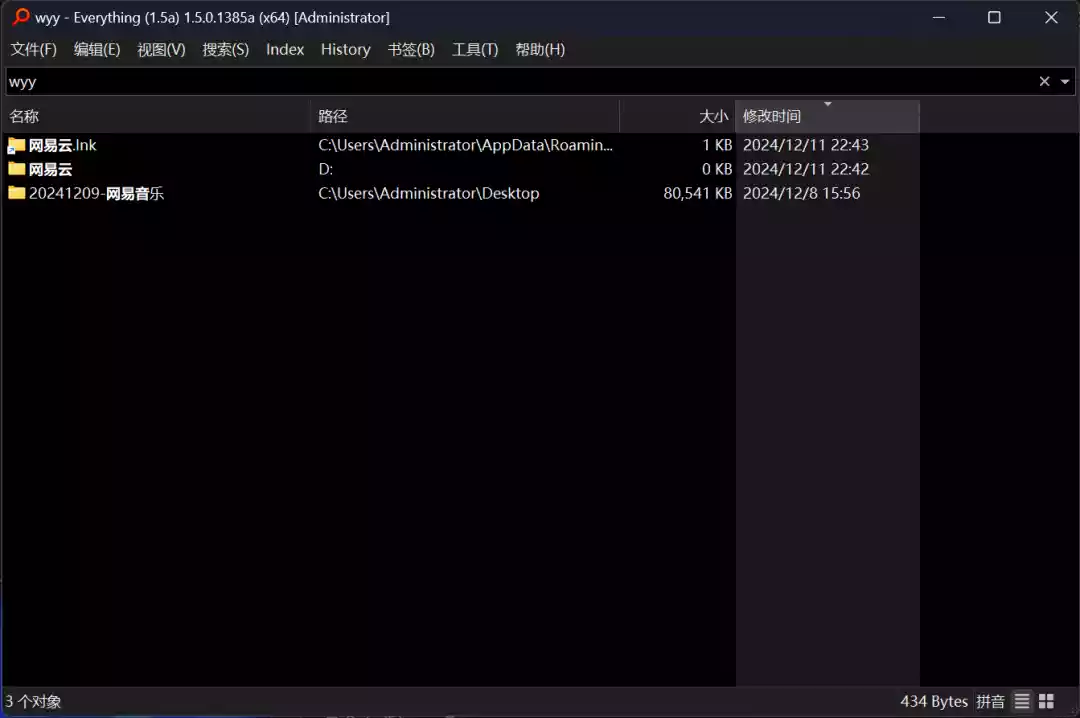 wyy - Everything (1.5a) 1.5.0.1385a (x64) [Administrator]
文件(F) 编辑(E) 视图(V) 搜索(S) Index History 书签(B) 工具(T) 帮助(H)
wyy
名称 路径 大小 修改时间
网易云.lnk C:\Users\Administrator\AppData\Roamin... 1 KB 2024/12/11 22:43
网易云 D: 0 KB 2024/12/11 22:42
20241209-网易音乐 C:\Users\Administrator\Desktop 80,541 KB 2024/12/8 15:56
3 个对象 434 Bytes 拼音